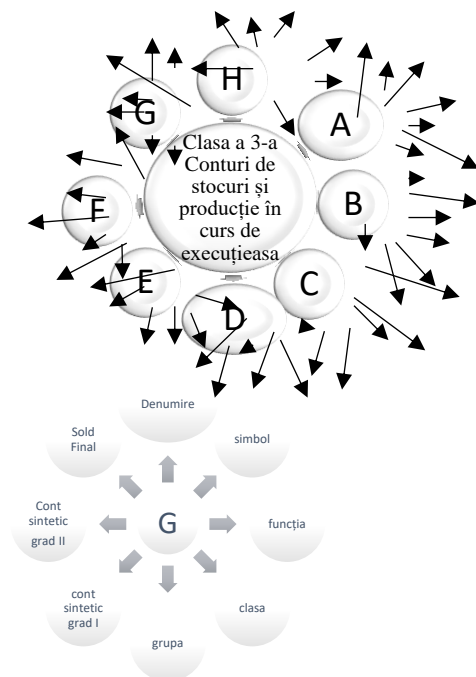 H
A
B
C
D
E
F
G
Clasa a 3-a
Conturi de
stocuri și
producție în
curs de
execuțieasa
Denumire
simbol
funcția
clasa
grupa
cont
sintetic
grad I
Cont
sintetic
grad II
Sold
Final
G